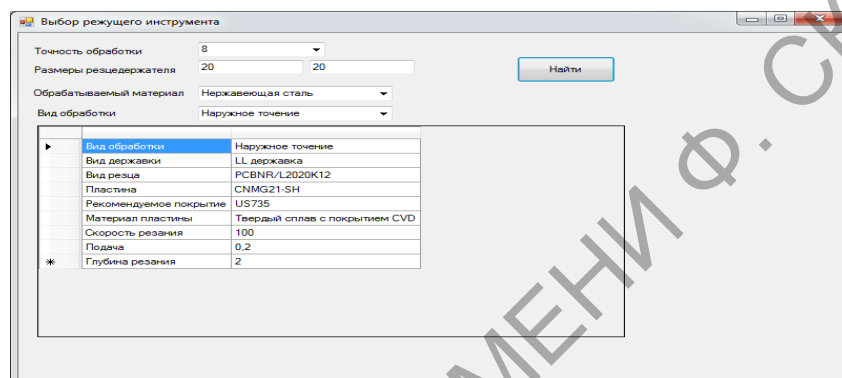 Выбор режущего инструмента
Точность обработки 8
Размеры резцедержателя 20 20
Найти
Обрабатываемый материал Нержавеющая сталь
Вид обработки Наружное точение
Вид обработки Наружное точение
Вид державки LL державка
Вид резца PCBNR/L2020K12
Пластина CNMG21-SH
Рекомендуемое покрытие US735
Материал пластины Твердый сплав с покрытием CVD
Скорость резания 100
Подача 0,2
Глубина резания 2
МЕНИ Ф. СК